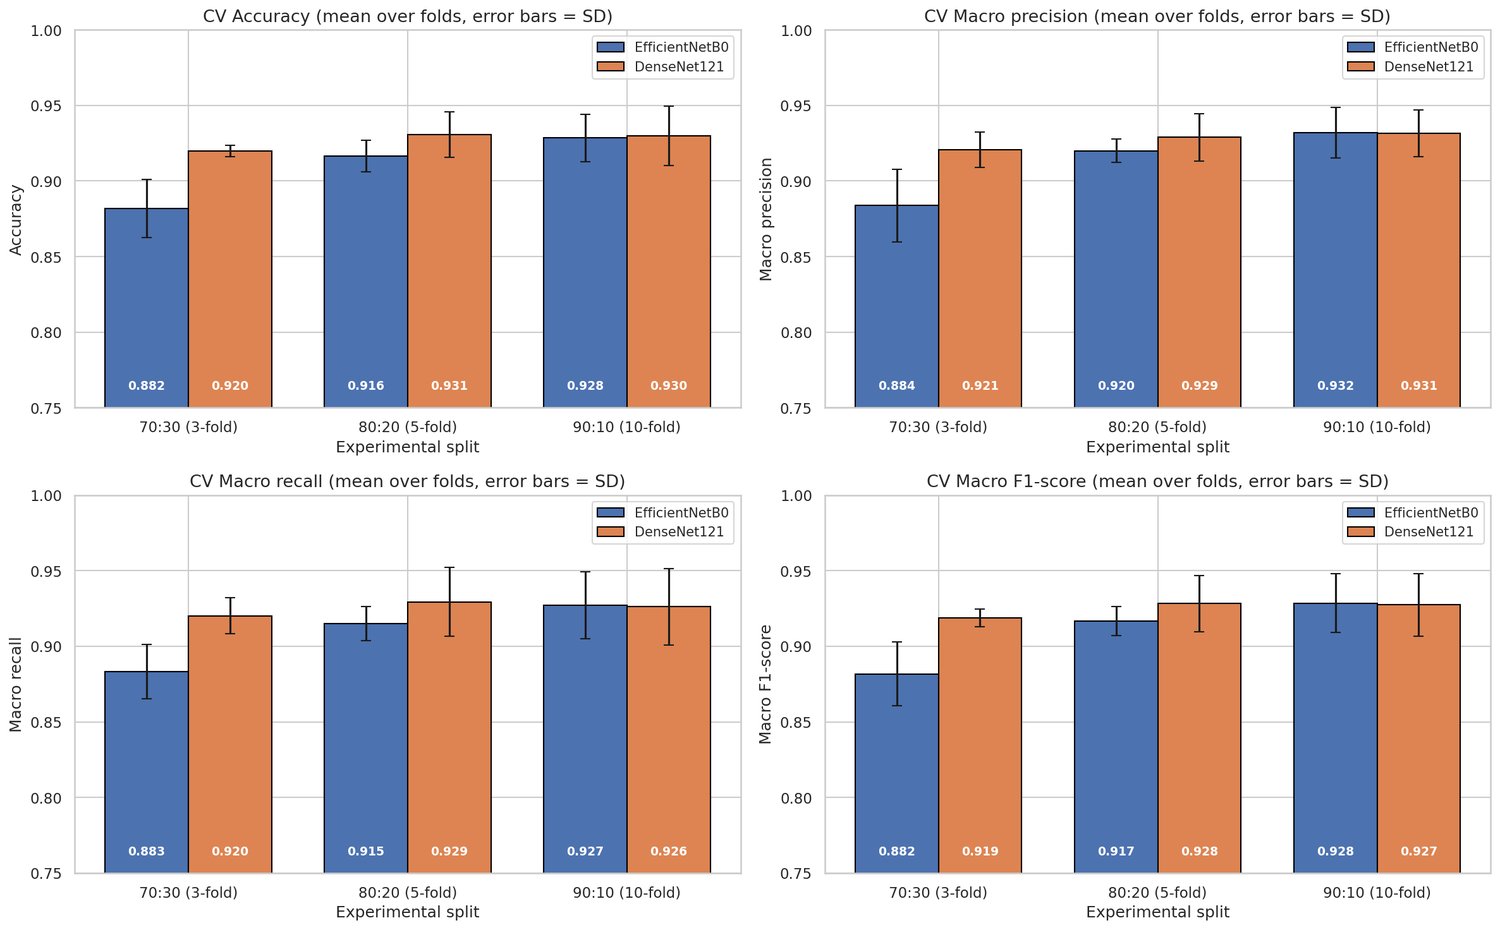 CV Accuracy (mean over folds, error bars = SD)
1.00
0.95
0.90
0.85
0.80
0.75
Accuracy
EfficientNetB0
DenseNet121
0.882
0.920
0.916
0.931
0.928
0.930
70:30 (3-fold)
80:20 (5-fold)
90:10 (10-fold)
Experimental split
CV Macro precision (mean over folds, error bars = SD)
1.00
0.95
0.90
0.85
0.80
0.75
Macro precision
EfficientNetB0
DenseNet121
0.884
0.921
0.920
0.929
0.932
0.931
70:30 (3-fold)
80:20 (5-fold)
90:10 (10-fold)
Experimental split
CV Macro recall (mean over folds, error bars = SD)
1.00
0.95
0.90
0.85
0.80
0.75
Macro recall
EfficientNetB0
DenseNet121
0.883
0.920
0.915
0.929
0.927
0.926
70:30 (3-fold)
80:20 (5-fold)
90:10 (10-fold)
Experimental split
CV Macro F1-score (mean over folds, error bars = SD)
1.00
0.95
0.90
0.85
0.80
0.75
Macro F1-score
EfficientNetB0
DenseNet121
0.882
0.919
0.917
0.928
0.928
0.927
70:30 (3-fold)
80:20 (5-fold)
90:10 (10-fold)
Experimental split